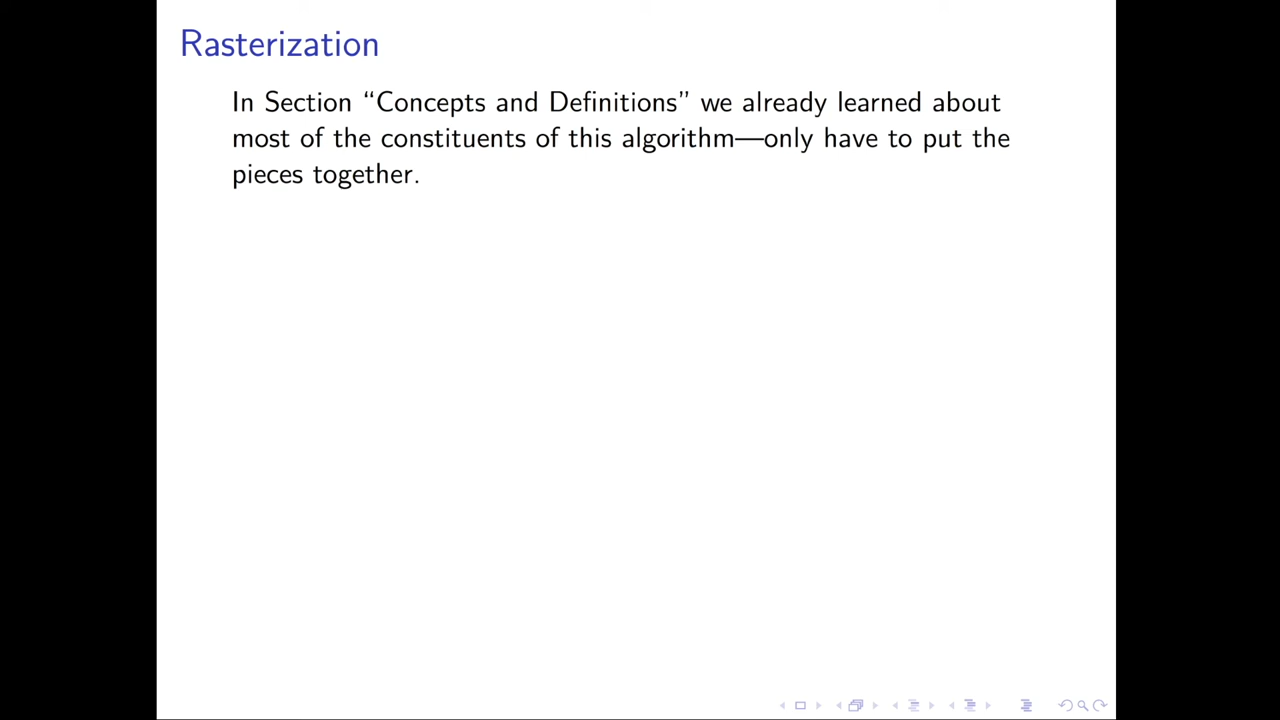 Rasterization
In Section “Concepts and Definitions” we already learned about
most of the constituents of this algorithm—only have to put the
pieces together.